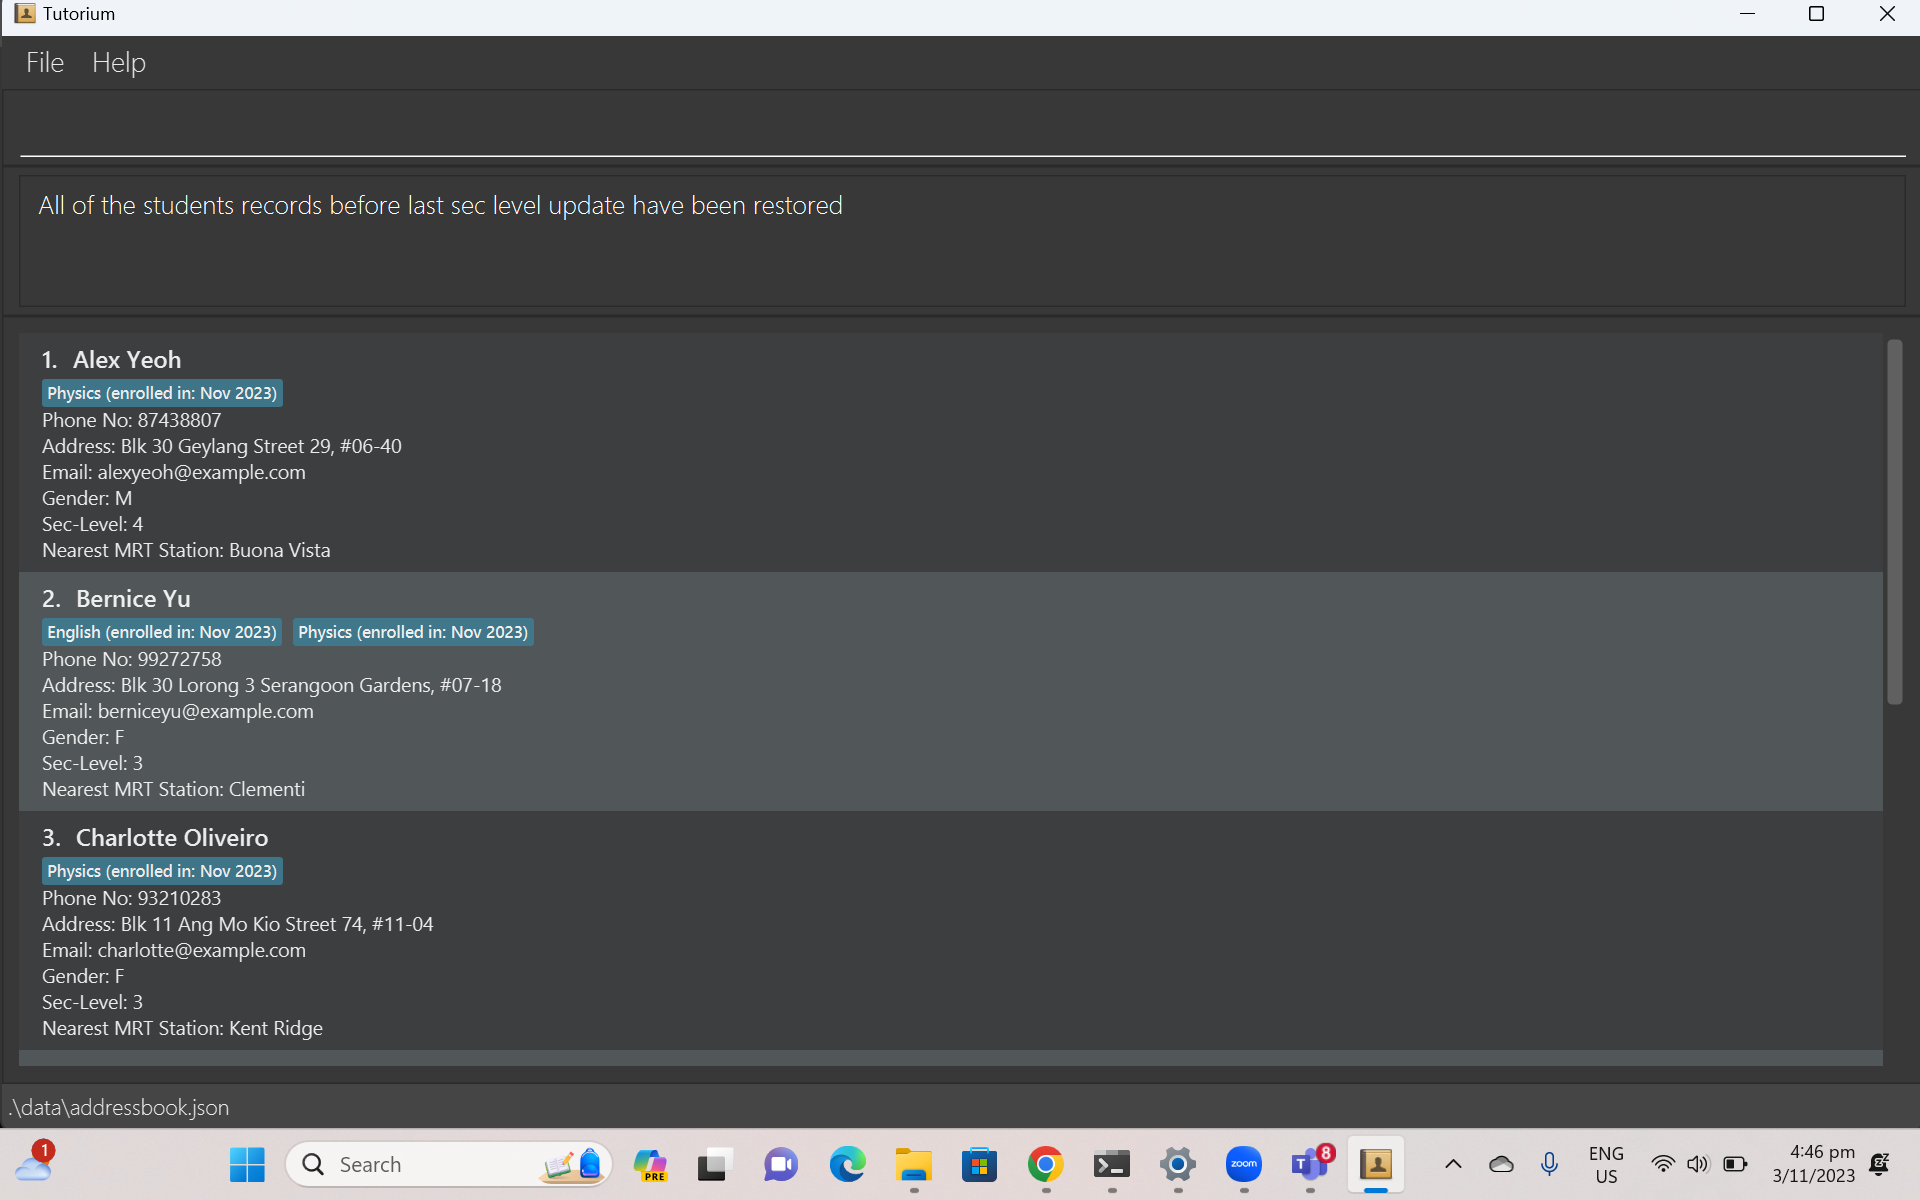 Tutorium
File Help
All of the students records before last sec level update have been restored
1. Alex Yeoh
Physics (enrolled in: Nov 2023)
Phone No: 87438807
Address: Blk 30 Geylang Street 29, #06-40
Email: alexyeoh@example.com
Gender: M
Sec-Level: 4
Nearest MRT Station: Buona Vista
2. Bernice Yu
English (enrolled in: Nov 2023) Physics (enrolled in: Nov 2023)
Phone No: 99272758
Address: Blk 30 Lorong 3 Serangoon Gardens, #07-18
Email: berniceyu@example.com
Gender: F
Sec-Level: 3
Nearest MRT Station: Clementi
3. Charlotte Oliveiro
Physics (enrolled in: Nov 2023)
Phone No: 93210283
Address: Blk 11 Ang Mo Kio Street 74, #11-04
Email: charlotte@example.com
Gender: F
Sec-Level: 3
Nearest MRT Station: Kent Ridge
.\data\addressbook.json
1
Search
PRE
zoom
T
8
ENG
US
4:46 pm
3/11/2023